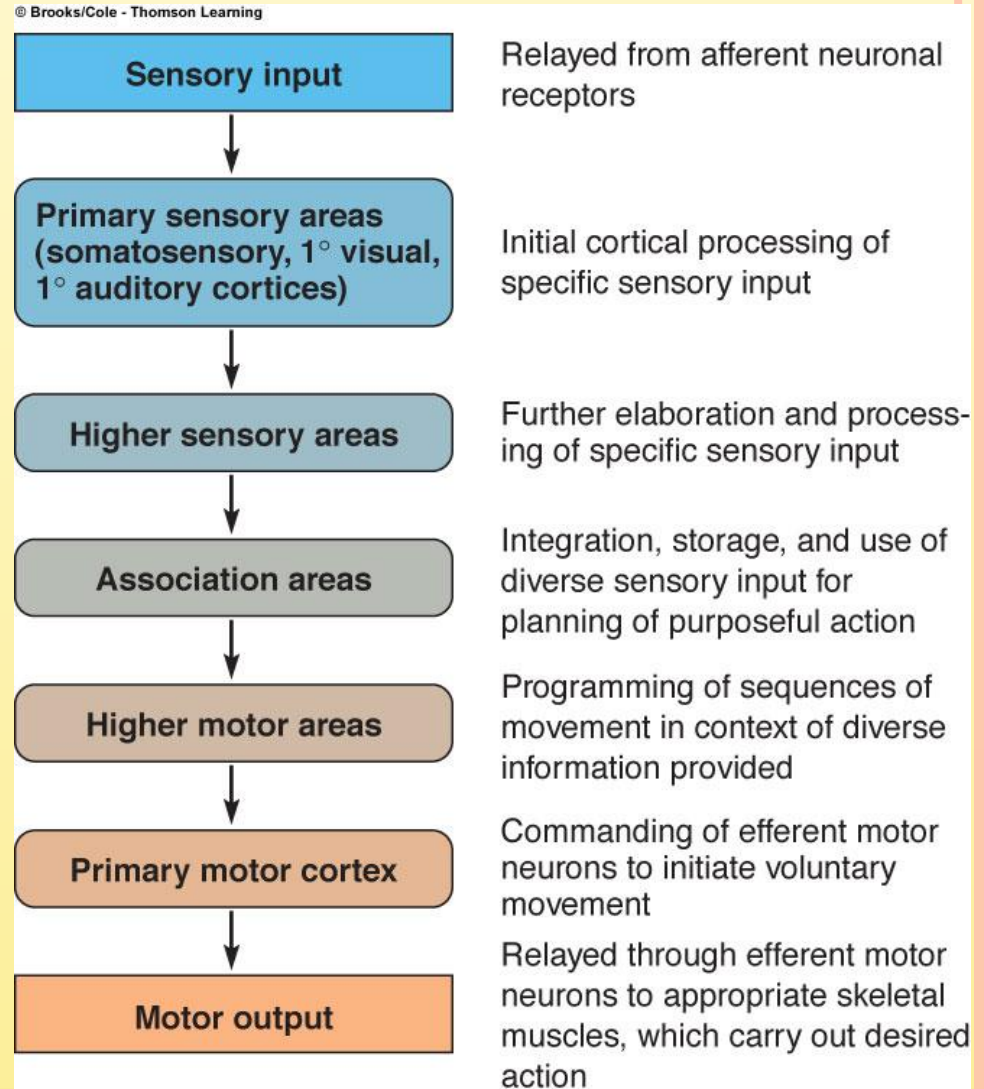 © Brooks/Cole - Thomson Learning
Sensory input
Relayed from afferent neuronal
receptors
Primary sensory areas
(somatosensory, 1° visual,
1° auditory cortices)
Initial cortical processing of
specific sensory input
Higher sensory areas
Further elaboration and process-
ing of specific sensory input
Association areas
Integration, storage, and use of
diverse sensory input for
planning of purposeful action
Higher motor areas
Programming of sequences of
movement in context of diverse
information provided
Primary motor cortex
Commanding of efferent motor
neurons to initiate voluntary
movement
Motor output
Relayed through efferent motor
neurons to appropriate skeletal
muscles, which carry out desired
action